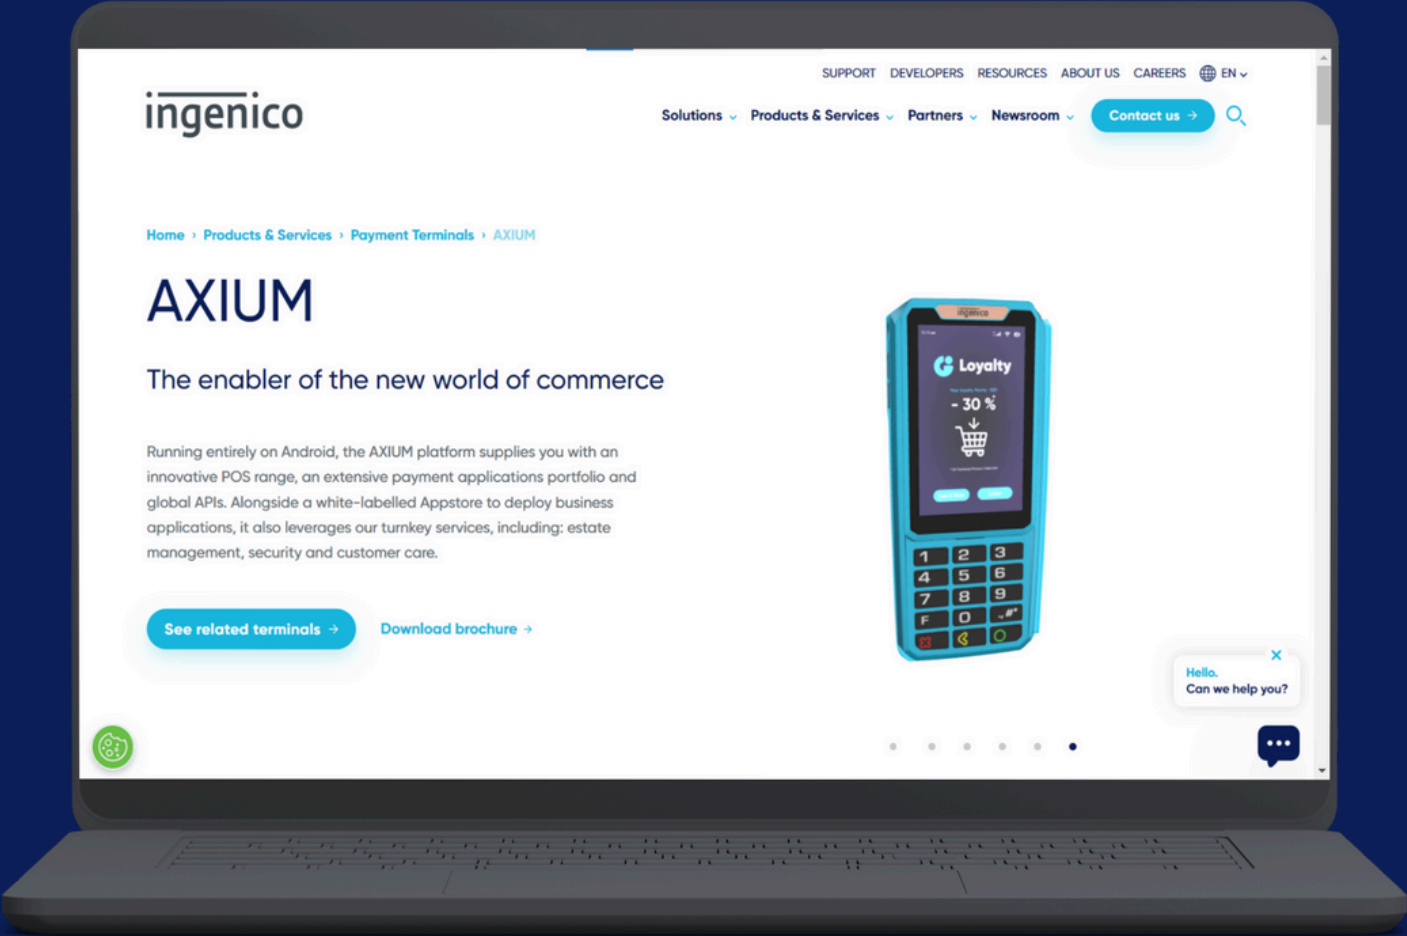 SUPPORT DEVELOPERS RESOURCES ABOUT US CAREERS EN
ingenico
Solutions Products & Services Partners Newsroom Contact us →
Home › Products & Services › Payment Terminals › AXIUM
AXIUM
The enabler of the new world of commerce
Running entirely on Android, the AXIUM platform supplies you with an
innovative POS range, an extensive payment applications portfolio and
global APIs. Alongside a white-labelled Appstore to deploy business
applications, it also leverages our turnkey services, including: estate
management, security and customer care.
See related terminals → Download brochure →
ingenico
Loyalty
- 30 %
1 2 3
4 5 6
7 8 9
F 0 .,#*
Hello.
Can we help you?